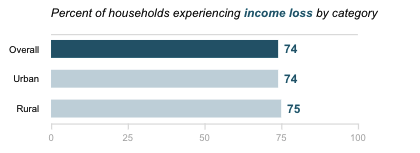 Percent of households experiencing income loss by category
Overall 74
Urban 74
Rural 75
0 25 50 75 100